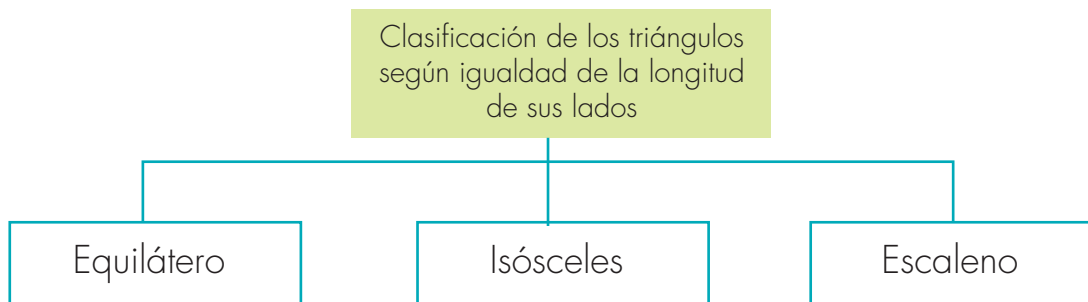 Clasificación de los triángulos
según igualdad de la longitud
de sus lados
Equilátero
Isósceles
Escaleno